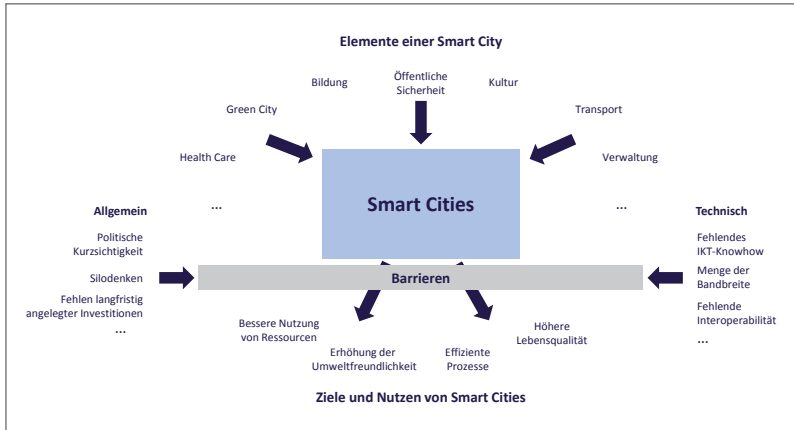 Elemente einer Smart City
Bildung
Öffentliche
Sicherheit
Kultur
Green City
Transport
Health Care
Verwaltung
...
Smart Cities
...
Allgemein
Politische
Kurzsichtigkeit
Silodenken
Fehlen langfristig
angelegter Investitionen
...
Barrieren
Technisch
Fehlendes
IKT-Knowhow
Menge der
Bandbreite
Fehlende
Interoperabilität
...
Bessere Nutzung
von Ressourcen
Erhöhung der
Umweltfreundlichkeit
Effiziente
Prozesse
Höhere
Lebensqualität
Ziele und Nutzen von Smart Cities